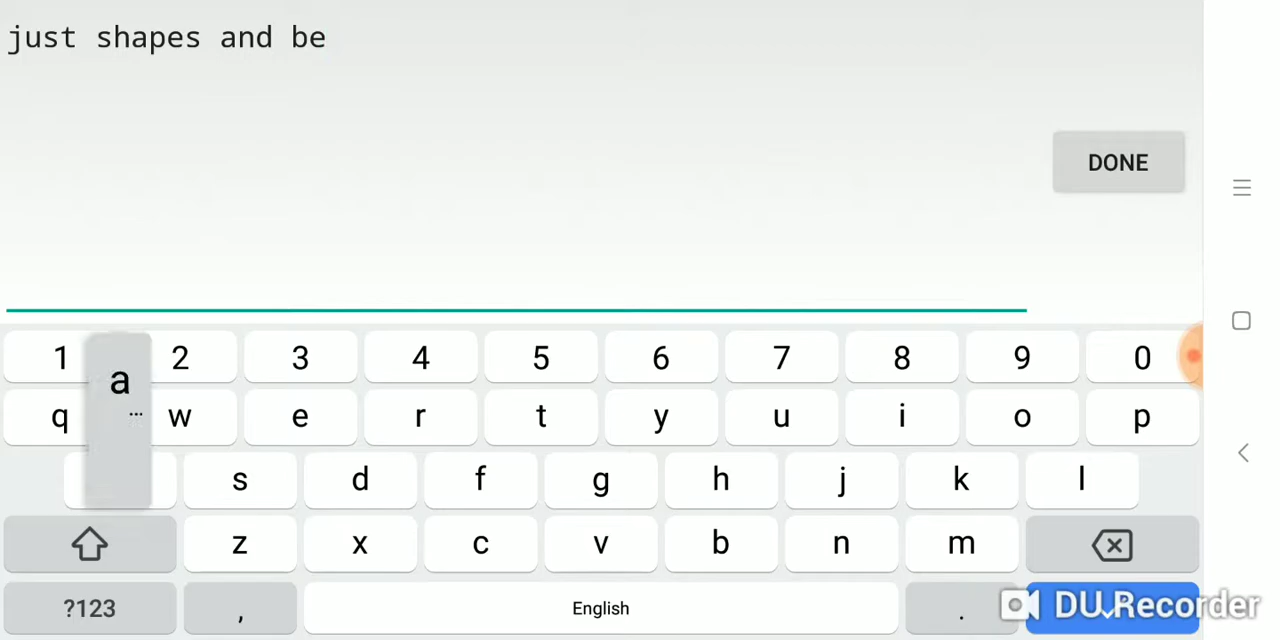 just shapes and be
DONE
1 2 3 4 5 6 7 8 9 0
a
q w e r t y u i o p
s d f g h j k l
z x c v b n m
?123 , English .
DU Recorder